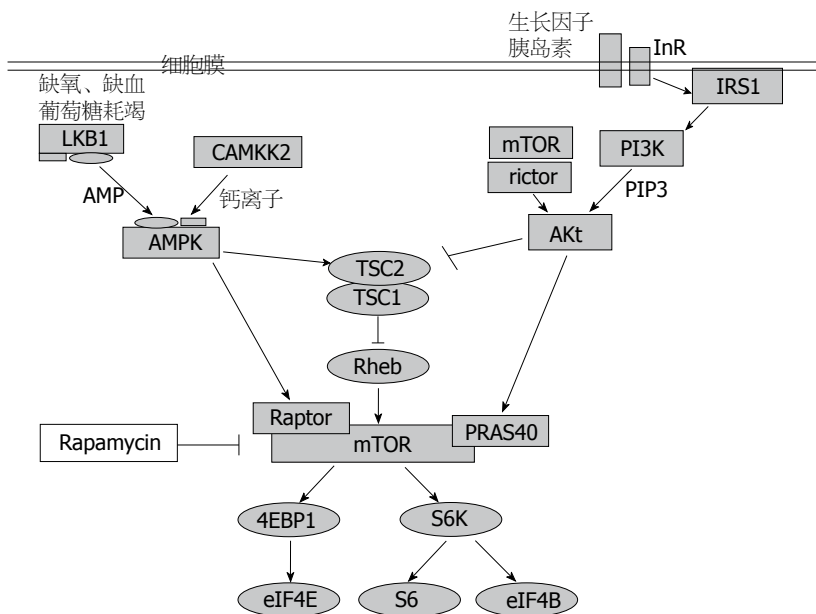 生长因子
胰岛素
InR
细胞膜
缺氧、缺血
葡萄糖耗竭
IRS1
LKB1
CAMKK2
mTOR
PI3K
rictor
PIP3
AMP
钙离子
AMPK
AKt
TSC2
TSC1
Rheb
Raptor
PRAS40
Rapamycin
mTOR
4EBP1
S6K
eIF4E
S6
eIF4B